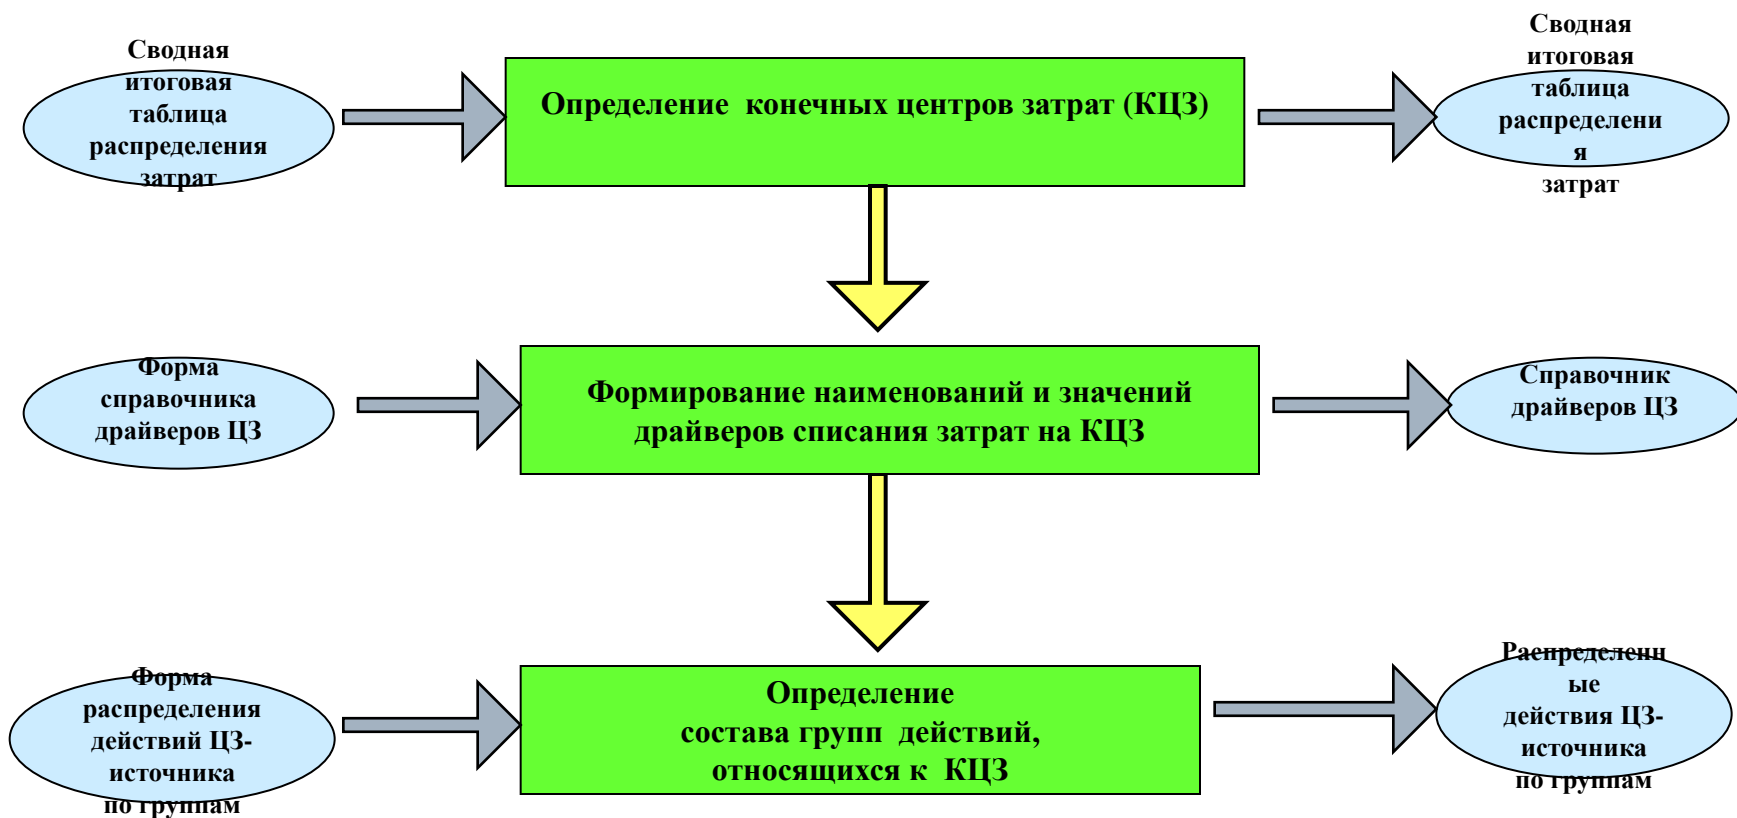 Сводная
итоговая
таблица
распределения
затрат
Определение конечных центров затрат (КЦЗ)
Сводная
итоговая
таблица
распределени
я
затрат
Форма
справочника
драйверов ЦЗ
Формирование наименований и значений
драйверов списания затрат на КЦЗ
Справочник
драйверов ЦЗ
Форма
распределения
действий ЦЗ-
источника
по группам
Определение
состава групп действий,
относящихся к КЦЗ
Распределенн
ые
действия ЦЗ-
источника
по группам